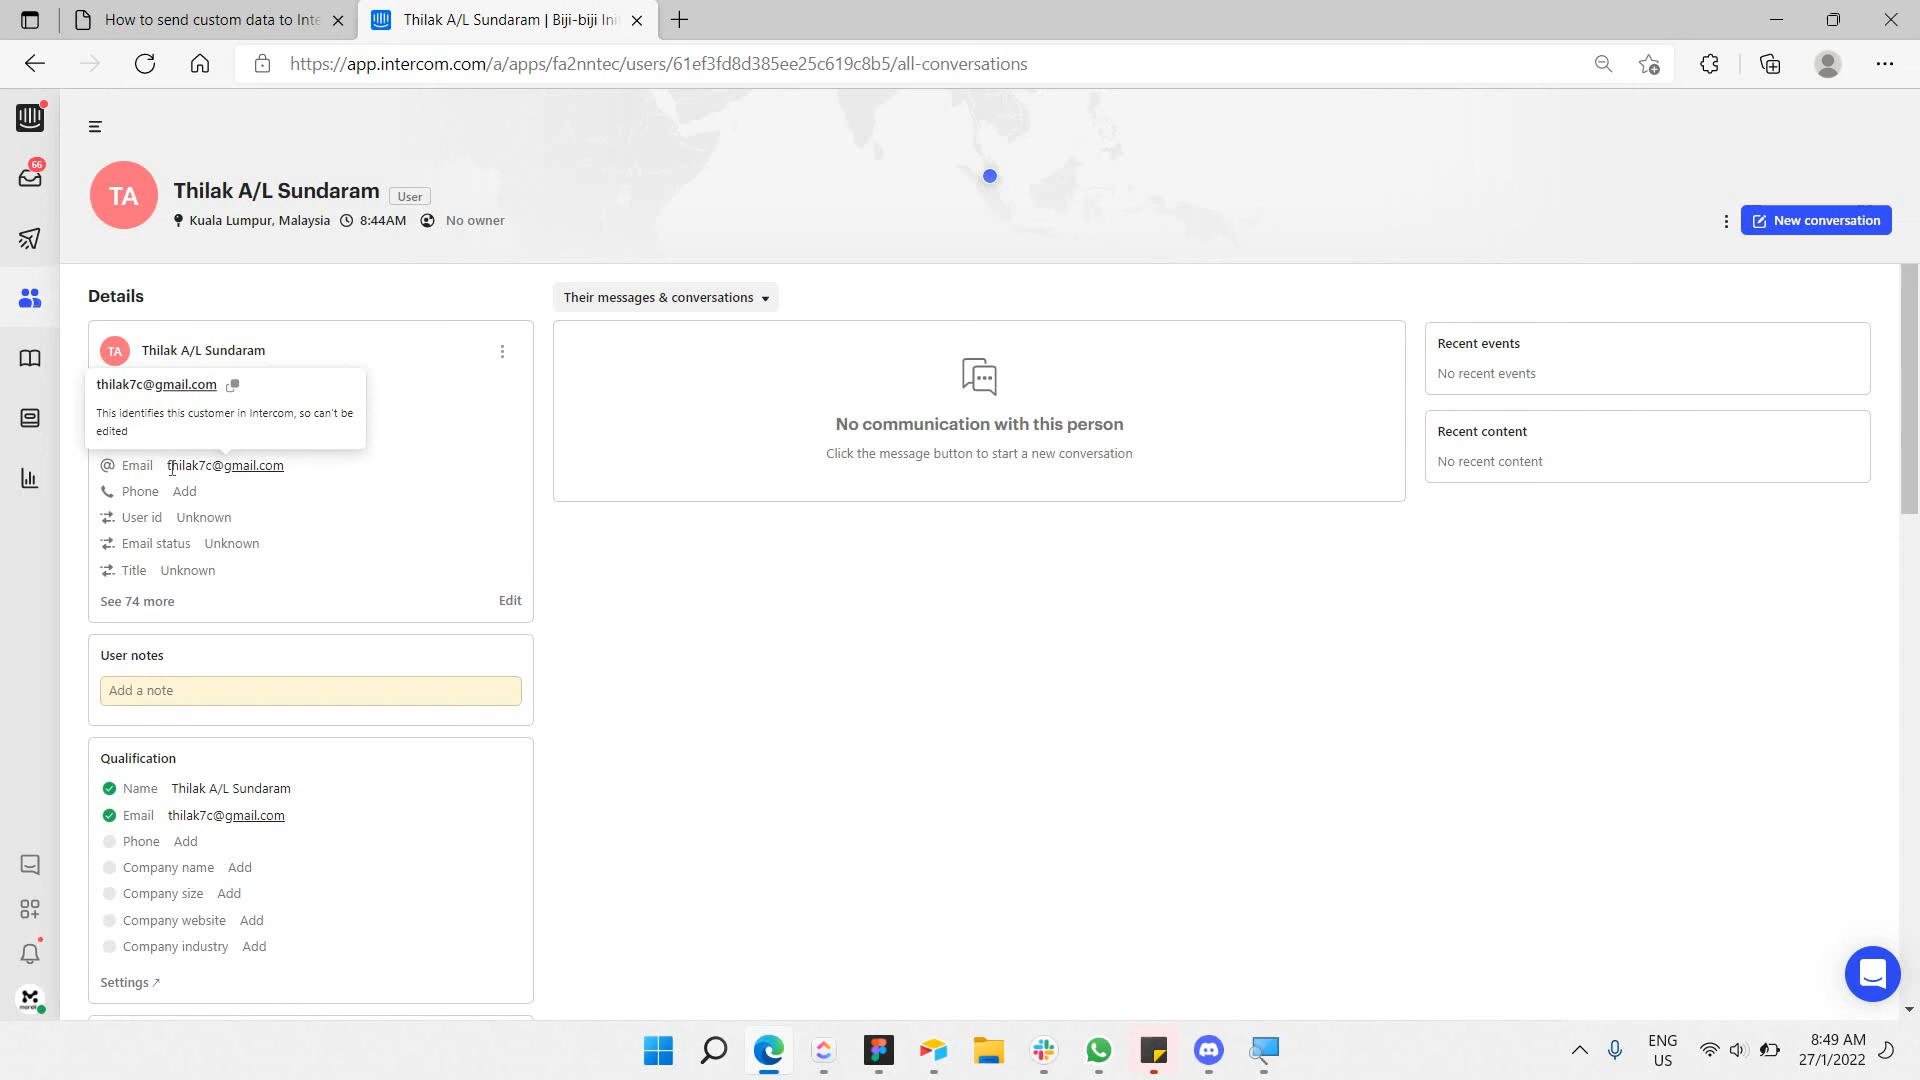 How to send custom data to Inte
Thilak A/L Sundaram | Biji-biji Ini
https://app.intercom.com/a/apps/fa2nntec/users/61ef3fd8d385ee25c619c8b5/all-conversations
66
TA
Thilak A/L Sundaram
User
Kuala Lumpur, Malaysia
8:44AM
No owner
New conversation
Details
Their messages & conversations
TA
Thilak A/L Sundaram
thilak7c@gmail.com
This identifies this customer in Intercom, so can't be
edited
Email thilak7c@gmail.com
Phone Add
User id Unknown
Email status Unknown
Title Unknown
See 74 more
Edit
No communication with this person
Click the message button to start a new conversation
Recent events
No recent events
Recent content
No recent content
User notes
Add a note
Qualification
Name Thilak A/L Sundaram
Email thilak7c@gmail.com
Phone Add
Company name Add
Company size Add
Company website Add
Company industry Add
Settings
ENG
US
8:49 AM
27/1/2022